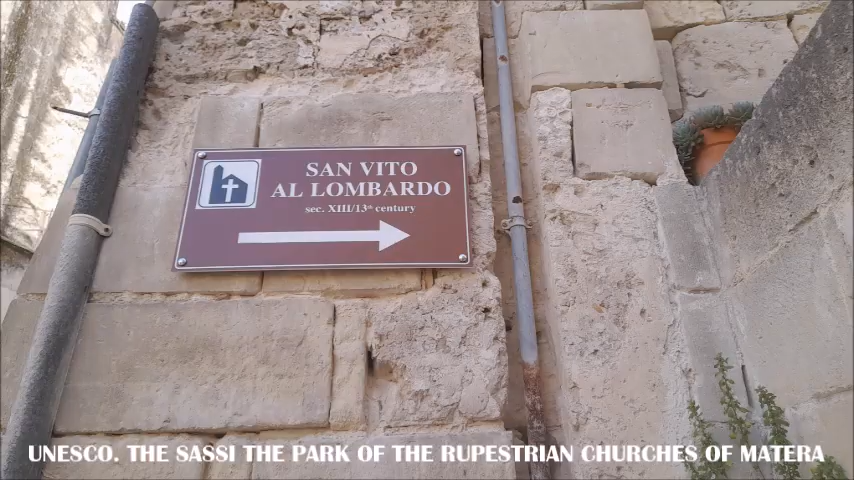 SAN VITO
AL LOMBARDO
sec. XIII/13th century
UNESCO. THE SASSI AND THE PARK OF THE RUPESTRIAN CHURCHES OF MATERA